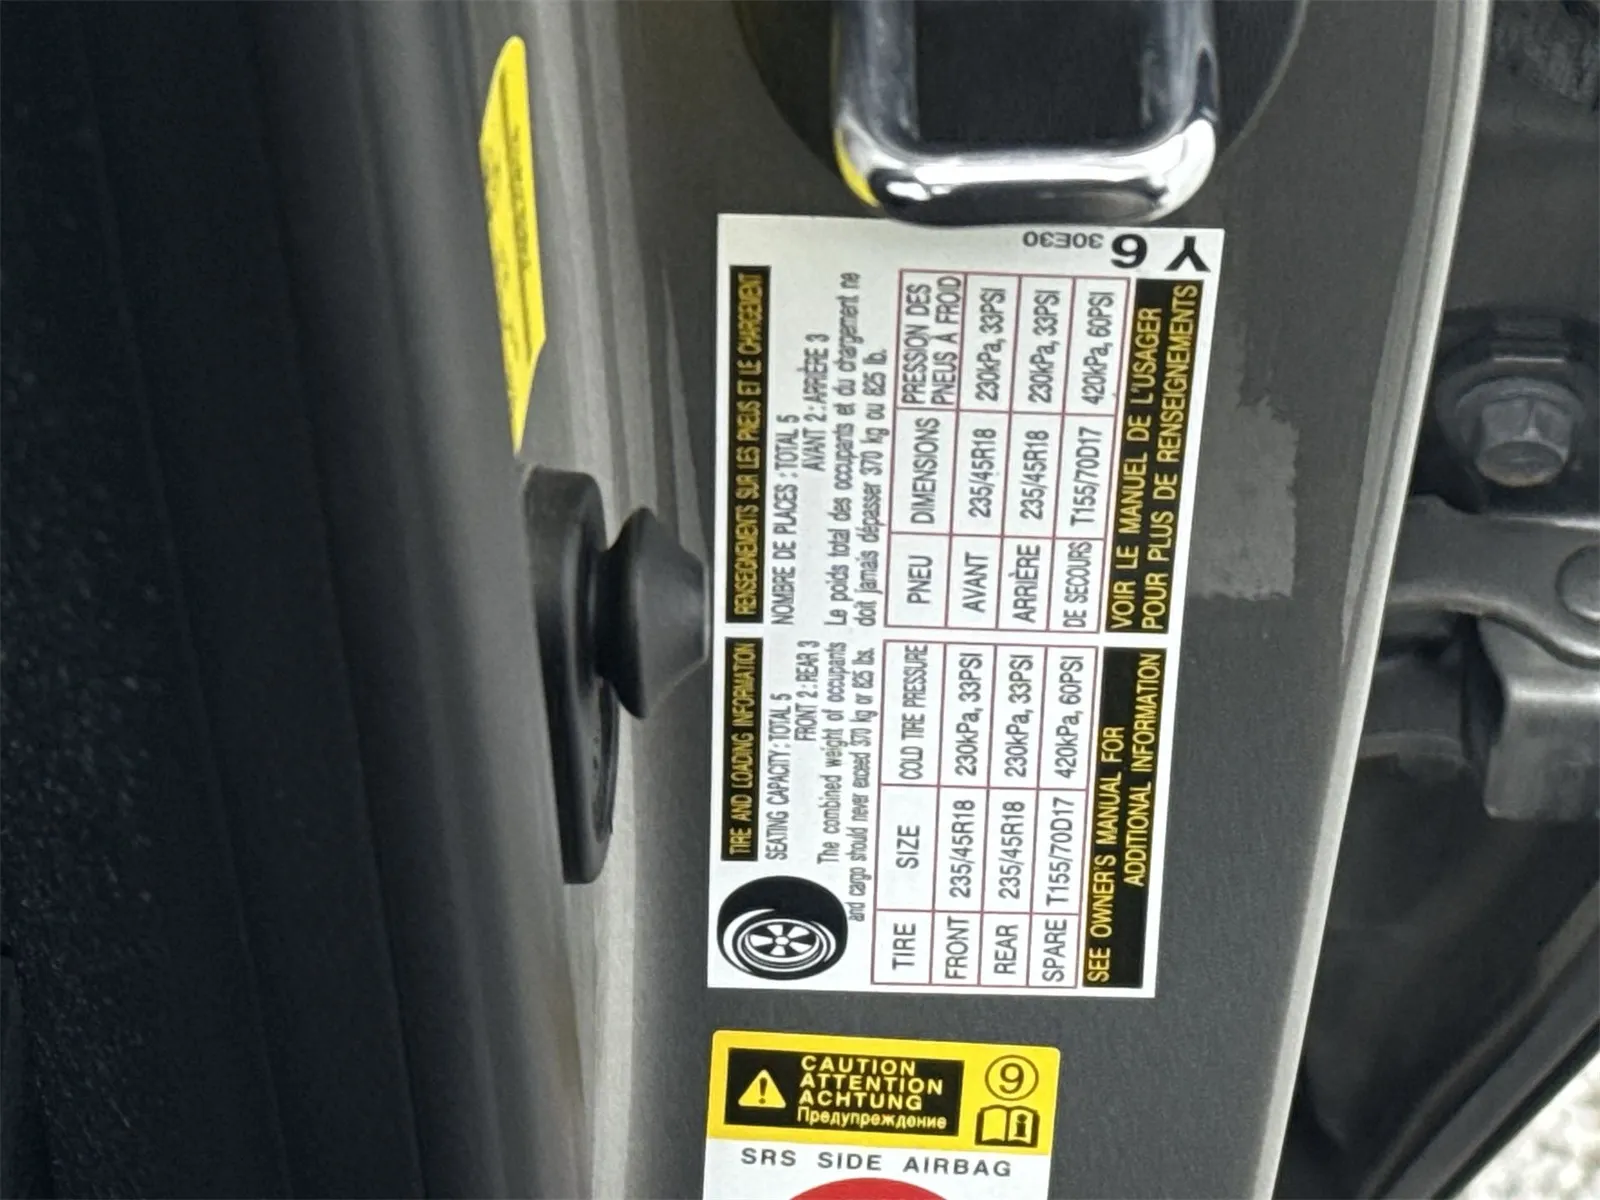 TIRE AND LOADING INFORMATION
SEATING CAPACITY : TOTAL 5
FRONT 2 : REAR 3
The combined weight of occupants
and cargo should never exceed 370 kg or 825 lbs.
TIRE SIZE COLD TIRE PRESSURE
FRONT 235/45R18 230kPa, 33PSI
REAR 235/45R18 230kPa, 33PSI
SPARE T155/70D17 420kPa, 60PSI
SEE OWNER'S MANUAL FOR
ADDITIONAL INFORMATION
RENSEIGNEMENTS SUR LES PNEUS ET LE CHARGEMENT
NOMBRE DE PLACES : TOTAL 5
AVANT 2 : ARRIÈRE 3
Le poids total des occupants et du chargement ne
doit jamais dépasser 370 kg ou 825 lb.
PNEU DIMENSIONS PRESSION DES
PNEUS À FROID
AVANT 235/45R18 230kPa, 33PSI
ARRIÈRE 235/45R18 230kPa, 33PSI
DE SECOURS T155/70D17 420kPa, 60PSI
VOIR LE MANUEL DE L'USAGER
POUR PLUS DE RENSEIGNEMENTS
30E30
Y6
CAUTION
ATTENTION
ACHTUNG
Предупреждение
9
SRS SIDE AIRBAG